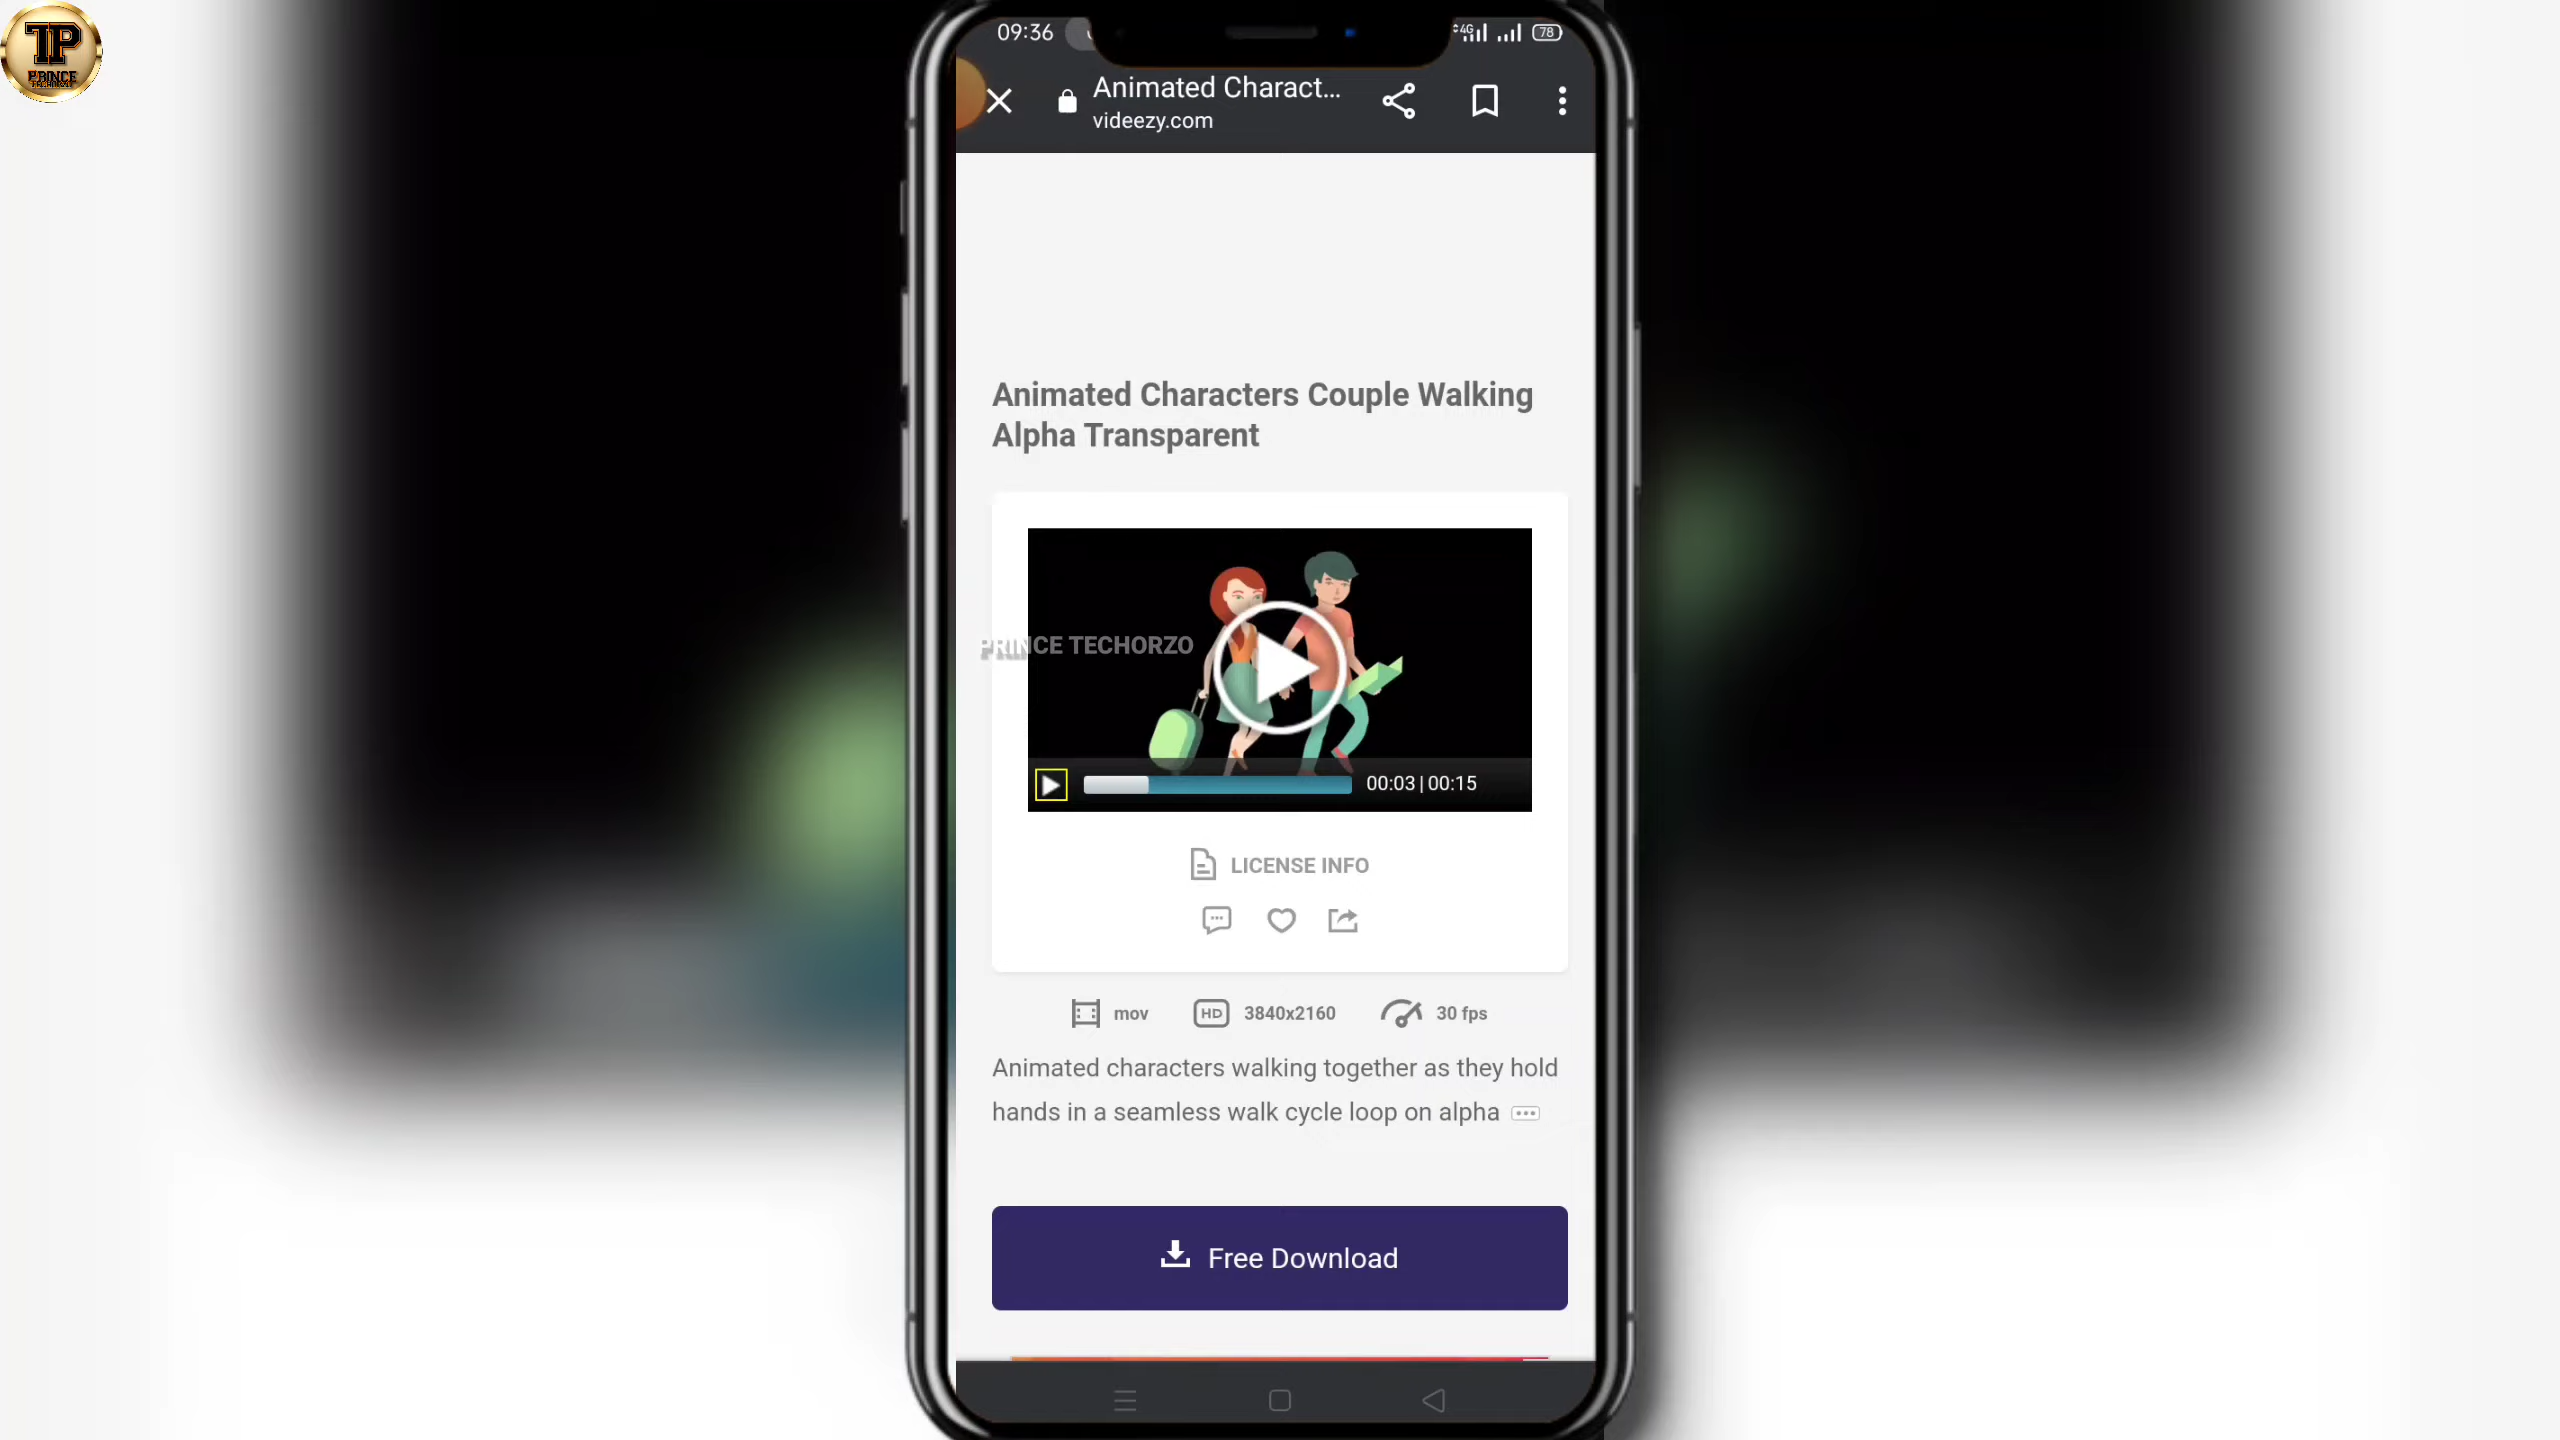 TP
PRINCE
09:36
4G
78
Animated Charact...
videezy.com
Animated Characters Couple Walking
Alpha Transparent
PRINCE TECHORZO
00:03|00:15
LICENSE INFO
mov
HD
3840x2160
30 fps
Animated characters walking together as they hold
hands in a seamless walk cycle loop on alpha
Free Download